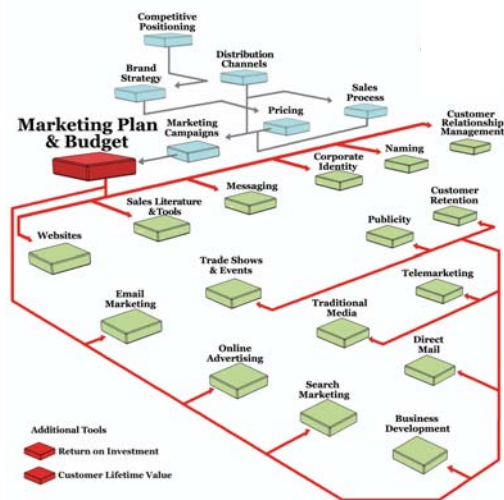 Competitive
Positioning
Distribution
Channels
Brand
Strategy
Sales
Process
Pricing
Marketing
Campaigns
Marketing Plan
& Budget
Customer
Relationship
Management
Naming
Corporate
Identity
Messaging
Sales Literature
& Tools
Websites
Customer
Retention
Publicity
Trade Shows
& Events
Telemarketing
Email
Marketing
Traditional
Media
Direct
Mail
Online
Advertising
Search
Marketing
Business
Development
Additional Tools
Return on Investment
Customer Lifetime Value